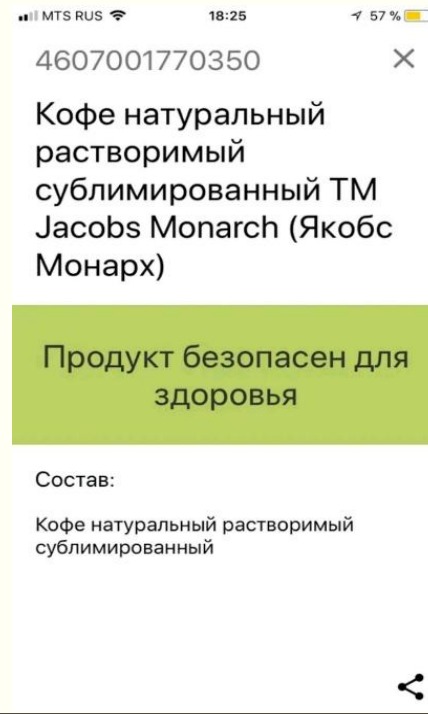 MTS RUS 18:25 57 %
4607001770350
Кофе натуральный
растворимый
сублимированный ТМ
Jacobs Monarch (Якобс
Монарх)
Продукт безопасен для
здоровья
Состав:
Кофе натуральный растворимый
сублимированный